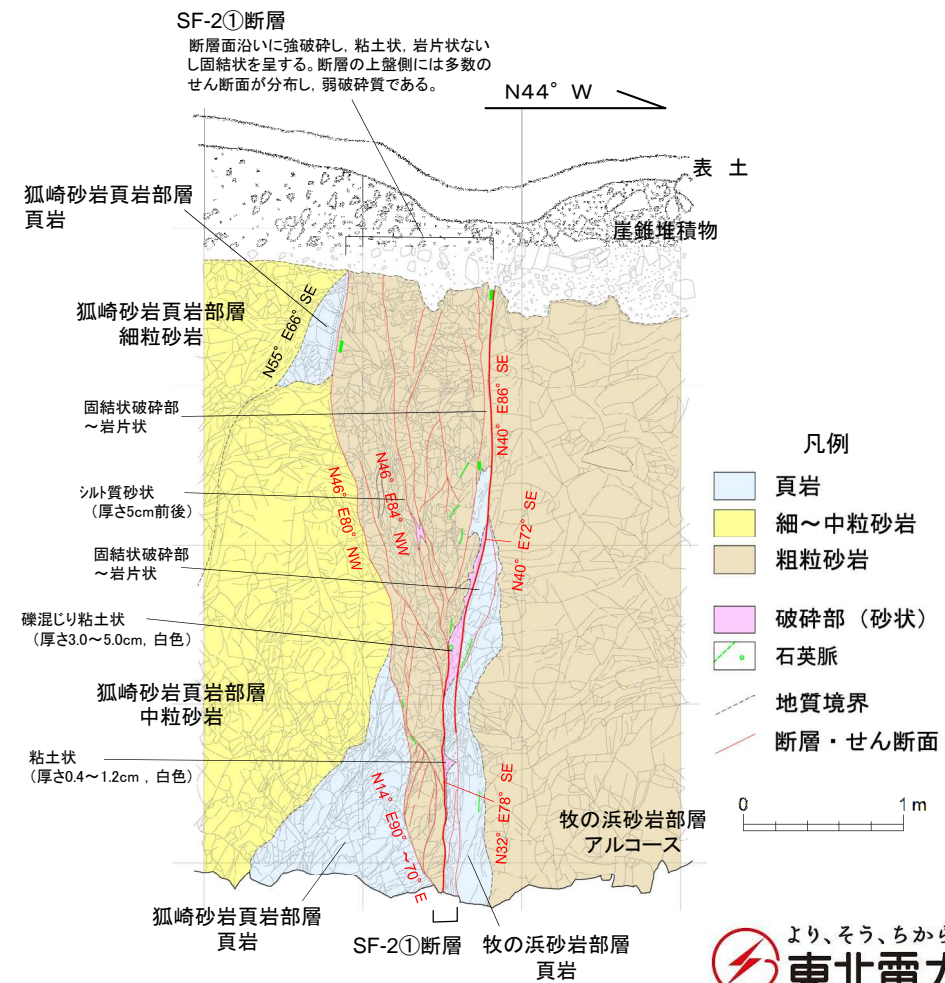 SF-2①断層
断層面沿いに強破砕し，粘土状，岩片状ない
し固結状を呈する。断層の上盤側には多数の
せん断面が分布し，弱破砕質である。
N44° W
表 土
崖錐堆積物
狐崎砂岩頁岩部層
頁岩
狐崎砂岩頁岩部層
細粒砂岩
N55° E66° SE
固結状破砕部
～岩片状
N40° E86° SE
シルト質砂状
（厚さ5cm前後）
N46° E80° NW
N46° E84° NW
N40° E72° SE
固結状破砕部
～岩片状
礫混じり粘土状
（厚さ3.0～5.0cm，白色）
狐崎砂岩頁岩部層
中粒砂岩
粘土状
（厚さ0.4～1.2cm，白色）
N14° E90° ～70° E
N32° E78° SE
牧の浜砂岩部層
アルコース
狐崎砂岩頁岩部層
頁岩
SF-2①断層
牧の浜砂岩部層
頁岩
凡例
頁岩
細～中粒砂岩
粗粒砂岩
破砕部（砂状）
石英脈
地質境界
断層・せん断面
0
1 m
より、そう、ちから
東北電力